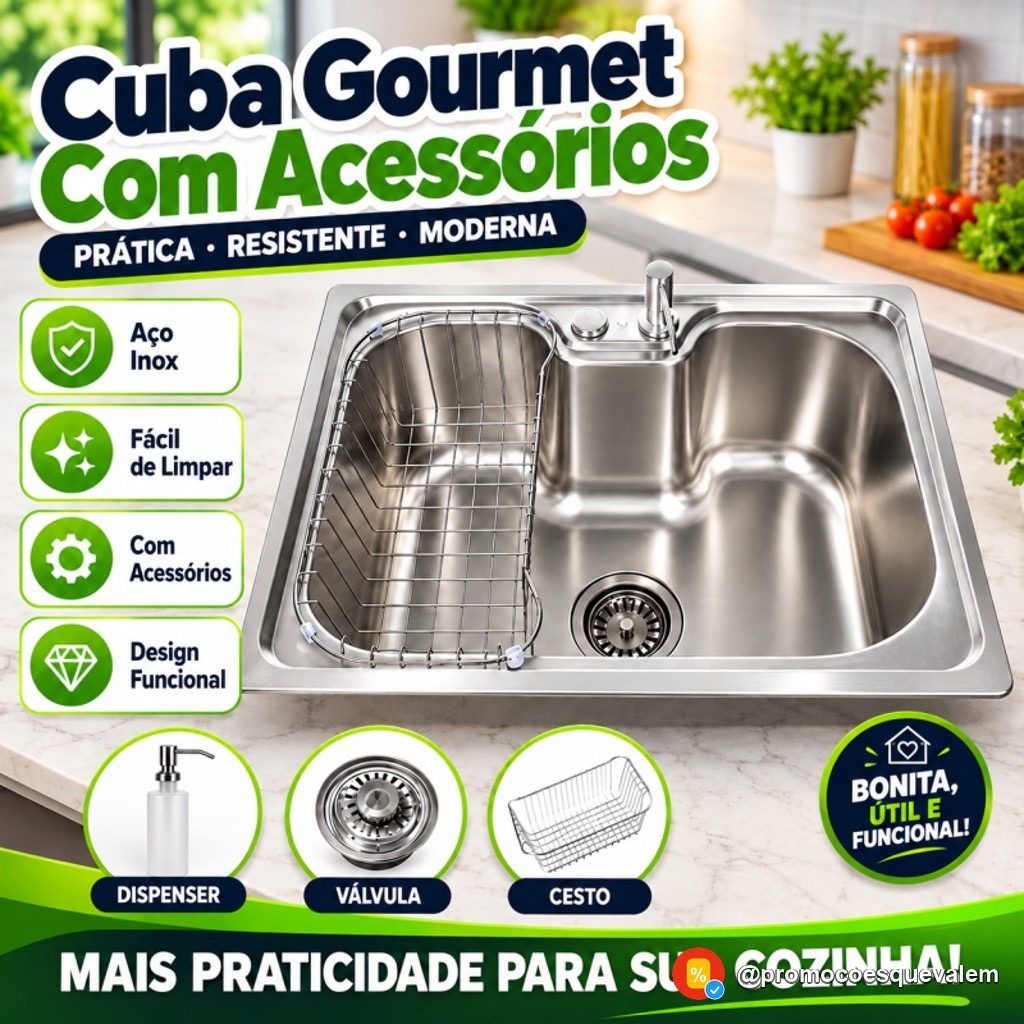 Cuba Gourmet
Com Acessórios
PRÁTICA · RESISTENTE · MODERNA
Aço
Inox
Fácil
de Limpar
Com
Acessórios
Design
Funcional
DISPENSER
VÁLVULA
CESTO
BONITA,
ÚTIL E
FUNCIONAL!
MAIS PRATICIDADE PARA SU COZINHA!
%
@promocoesquevalem